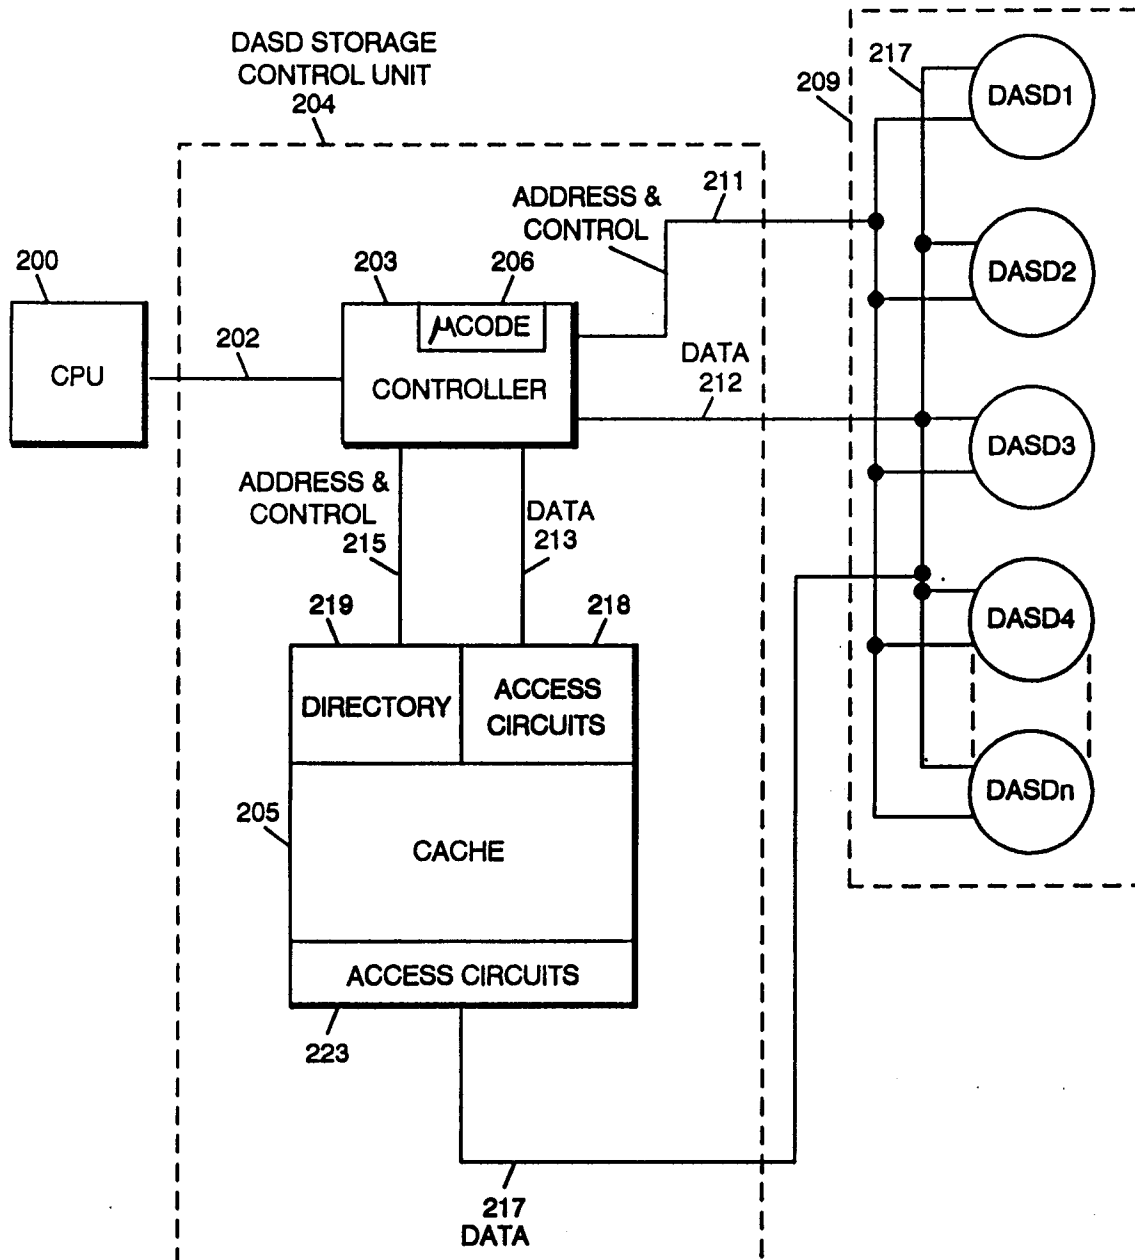 DASD STORAGE
CONTROL UNIT
204
217
209
DASD1
211
ADDRESS &
CONTROL
200
203
206
DASD2
μCODE
202
CPU
CONTROLLER
DATA
212
DASD3
ADDRESS &
CONTROL
215
DATA
213
219
218
DASD4
DIRECTORY
ACCESS
CIRCUITS
205
CACHE
DASDn
ACCESS CIRCUITS
223
217
DATA